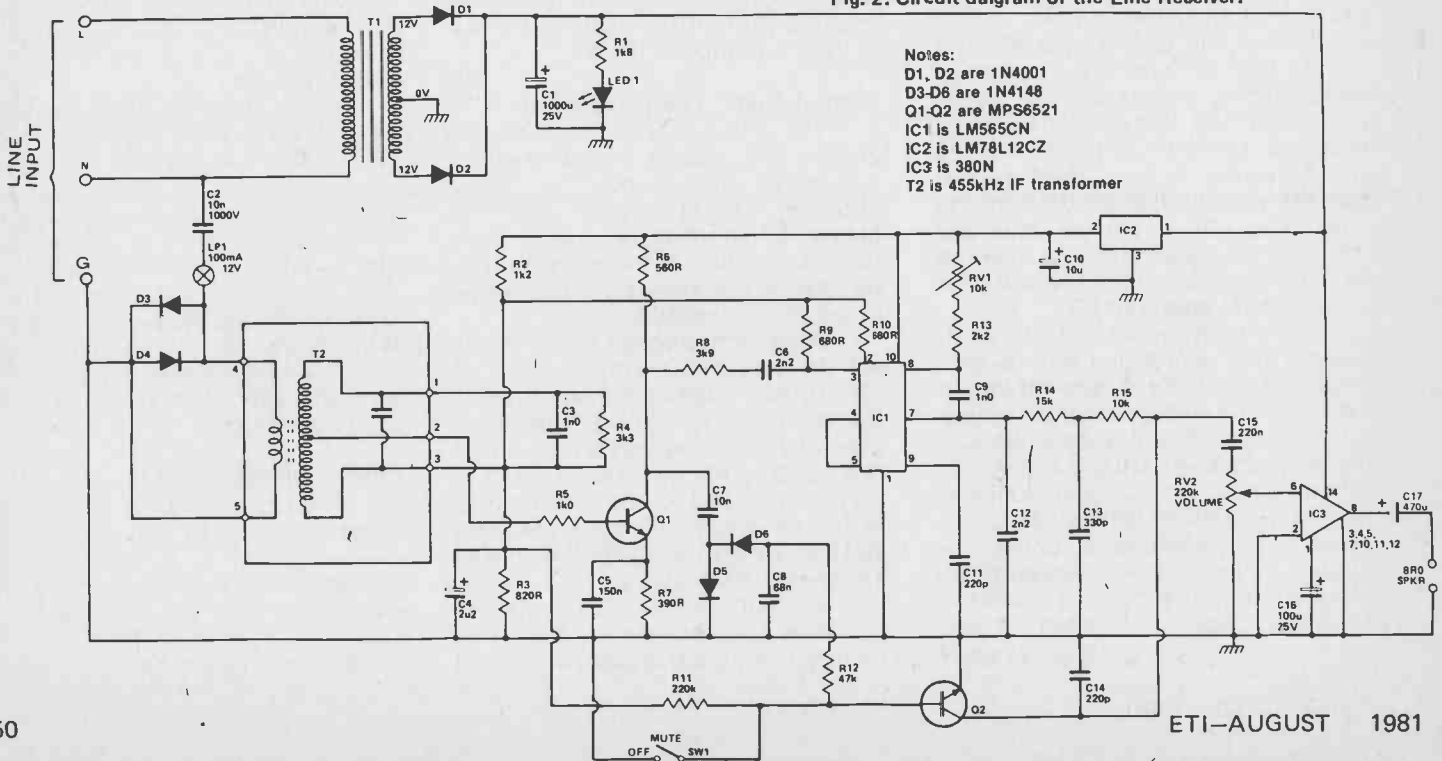 Fig. 2. Circuit daigram of the Line Receiver.
Notes:
D1, D2 are 1N4001
D3-D6 are 1N4148
Q1-Q2 are MPS6521
IC1 is LM565CN
IC2 is LM78L12CZ
IC3 is 380N
T2 is 455kHz IF transformer
LINE
INPUT
L
N
G
T1
12V
0V
12V
D1
D2
C1
1000u
25V
R1
1k8
LED 1
C2
10n
1000V
LP1
100mA
12V
D3
D4
T2
4
5
1
2
3
R2
1k2
C3
1n0
R4
3k3
R5
1k0
C4
2u2
R3
820R
R6
560R
Q1
C5
150n
R7
390R
R8
3k9
C6
2n2
R9
680R
R10
680R
C7
10n
D6
D5
C8
68n
R11
220k
R12
47k
MUTE
OFF
SW1
IC1
2
10
3
8
4
7
5
9
1
RV1
10k
R13
2k2
C9
1n0
C10
10u
IC2
2
1
3
C11
220p
Q2
C12
2n2
R14
15k
R15
10k
C13
330p
C14
220p
C15
220n
RV2
220k
VOLUME
IC3
6
2
14
8
1
3,4,5,
7,10,11,12
C16
100u
25V
C17
470u
8R0
SPKR
ETI—AUGUST 1981